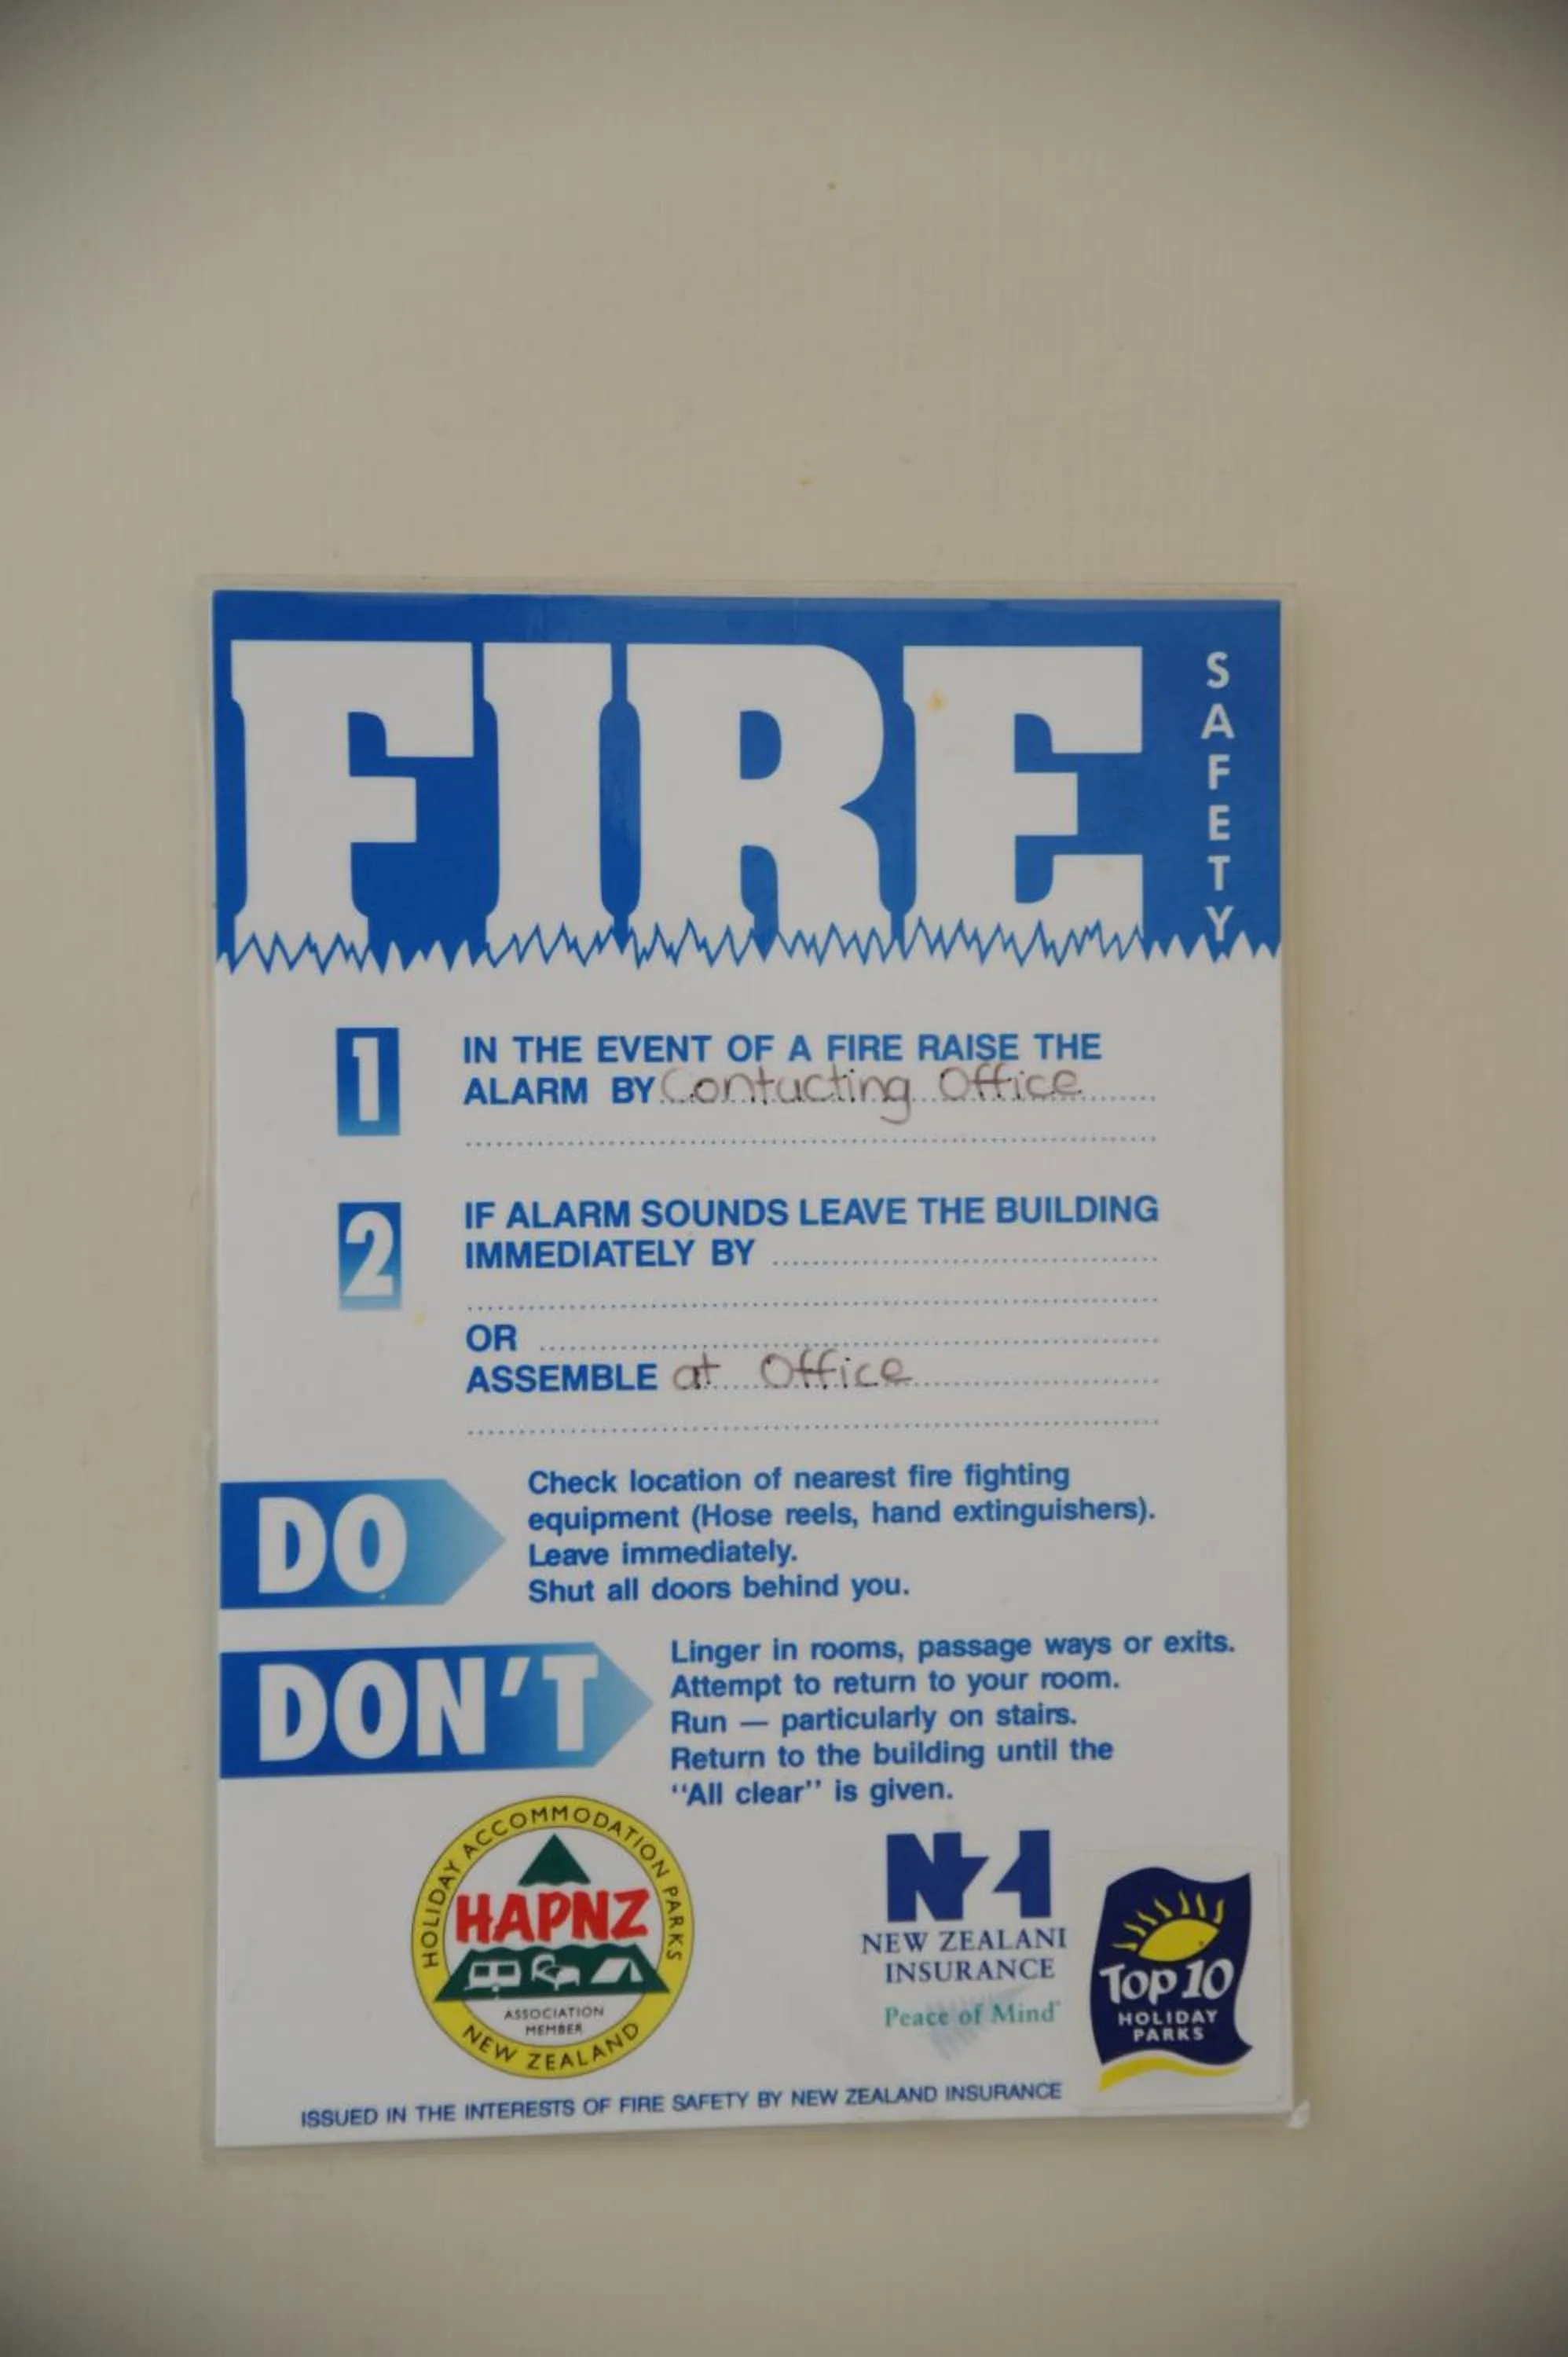 FIRE
SAFETY
1
IN THE EVENT OF A FIRE RAISE THE
ALARM BY Contacting Office
2
IF ALARM SOUNDS LEAVE THE BUILDING
IMMEDIATELY BY
OR
ASSEMBLE at Office
DO
Check location of nearest fire fighting
equipment (Hose reels, hand extinguishers).
Leave immediately.
Shut all doors behind you.
DON'T
Linger in rooms, passage ways or exits.
Attempt to return to your room.
Run — particularly on stairs.
Return to the building until the
"All clear" is given.
HOLIDAY ACCOMMODATION PARKS
HAPNZ
ASSOCIATION
MEMBER
NEW ZEALAND
NZI
NEW ZEALAN
INSURANCE
Peace of Mind
Top 10
HOLIDAY
PARKS
ISSUED IN THE INTERESTS OF FIRE SAFETY BY NEW ZEALAND INSURANCE